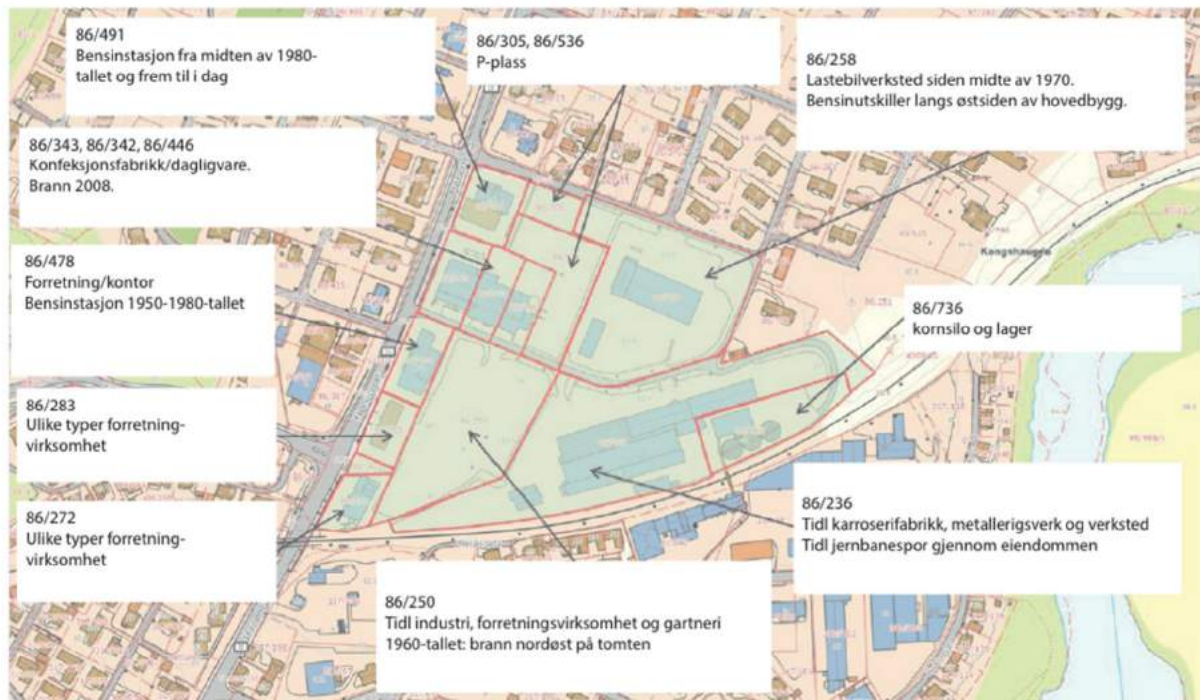 86/491
Bensinstasjon fra midten av 1980-
tallet og frem til i dag
86/305, 86/536
P-plass
86/258
Lastebilverksted siden midte av 1970.
Bensinutskiller langs østsiden av hovedbygg.
86/343, 86/342, 86/446
Konfeksjonsfabrikk/dagligvare.
Brann 2008.
Kongshaugen
86/478
Forretning/kontor
Bensinstasjon 1950-1980-tallet
86/736
kornsilo og lager
86/283
Ulike typer forretning-
virksomhet
86/272
Ulike typer forretning-
virksomhet
86/236
Tidl karroserifabrikk, metallerigsverk og verksted
Tidl jernbanespor gjennom eiendommen
86/250
Tidl industri, forretningsvirksomhet og gartneri
1960-tallet: brann nordøst på tomten